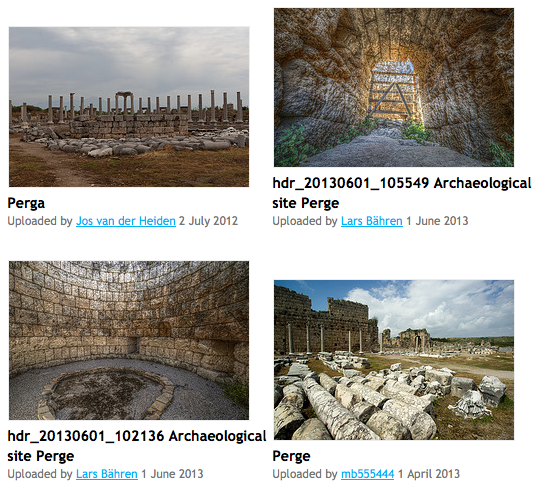 Perga
Uploaded by Jos van der Heiden 2 July 2012
hdr_20130601_105549 Archaeological
site Perge
Uploaded by Lars Bähren 1 June 2013
hdr_20130601_102136 Archaeological
site Perge
Uploaded by Lars Bähren 1 June 2013
Perge
Uploaded by mb555444 1 April 2013